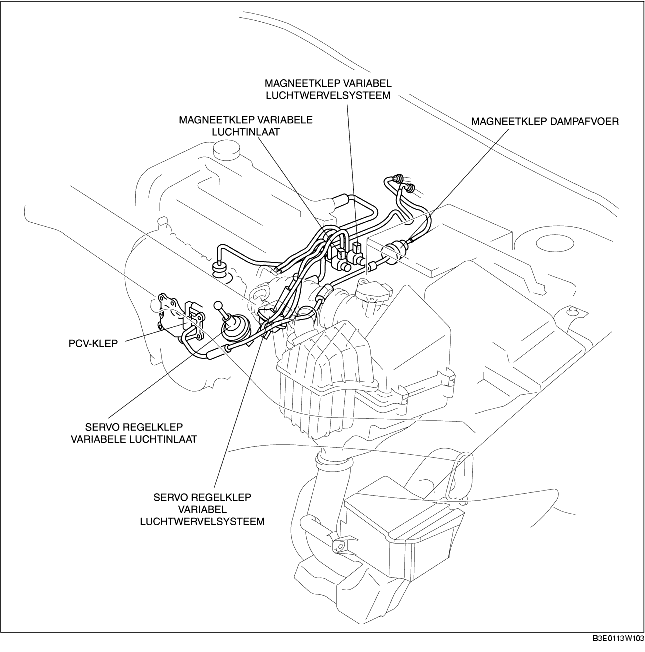 MAGNEETKLEP VARIABEL
LUCHTWERVELSYSTEEM
MAGNEETKLEP VARIABELE
LUCHTINLAAT
MAGNEETKLEP DAMPAFVOER
PCV-KLEP
SERVO REGELKLEP
VARIABELE LUCHTINLAAT
SERVO REGELKLEP
VARIABEL
LUCHTWERVELSYSTEEM
B3E0113W103